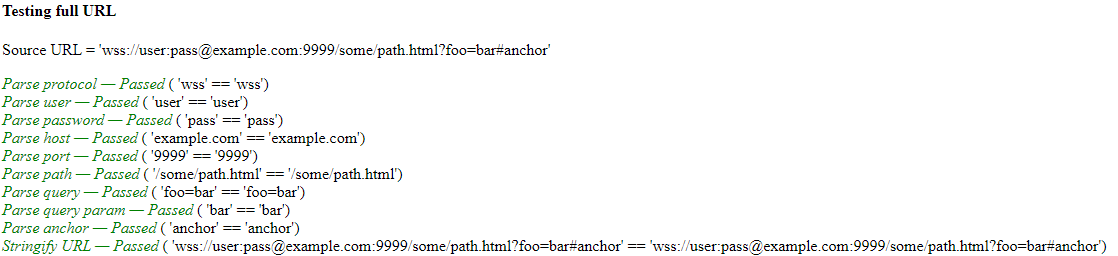 Testing full URL
Source URL = 'wss://user:pass@example.com:9999/some/path.html?foo=bar#anchor'
Parse protocol — Passed ( 'wss' == 'wss')
Parse user — Passed ( 'user' == 'user')
Parse password — Passed ( 'pass' == 'pass')
Parse host — Passed ( 'example.com' == 'example.com')
Parse port — Passed ( '9999' == '9999')
Parse path — Passed ( '/some/path.html' == '/some/path.html')
Parse query — Passed ( 'foo=bar' == 'foo=bar')
Parse query param — Passed ( 'bar' == 'bar')
Parse anchor — Passed ( 'anchor' == 'anchor')
Stringify URL — Passed ( 'wss://user:pass@example.com:9999/some/path.html?foo=bar#anchor' == 'wss://user:pass@example.com:9999/some/path.html?foo=bar#anchor')